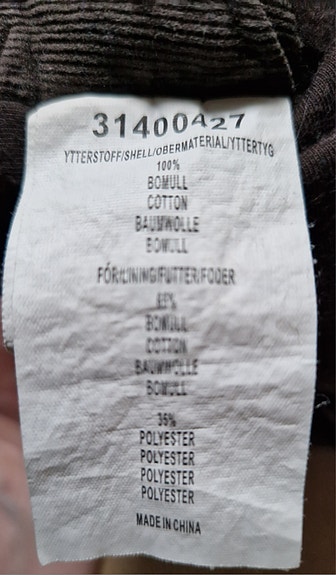 31400427
YTTERSTOFF/SHELL/OBERMATERIAL/YTTERTYG
100%
BOMULL
COTTON
BAUMWOLLE
BOMULL
FÓR/LINING/FUTTER/FODER
BOMULL
COTTON
BAUMWOLLE
BOMULL
35%
POLYESTER
POLYESTER
POLYESTER
POLYESTER
MADE IN CHINA